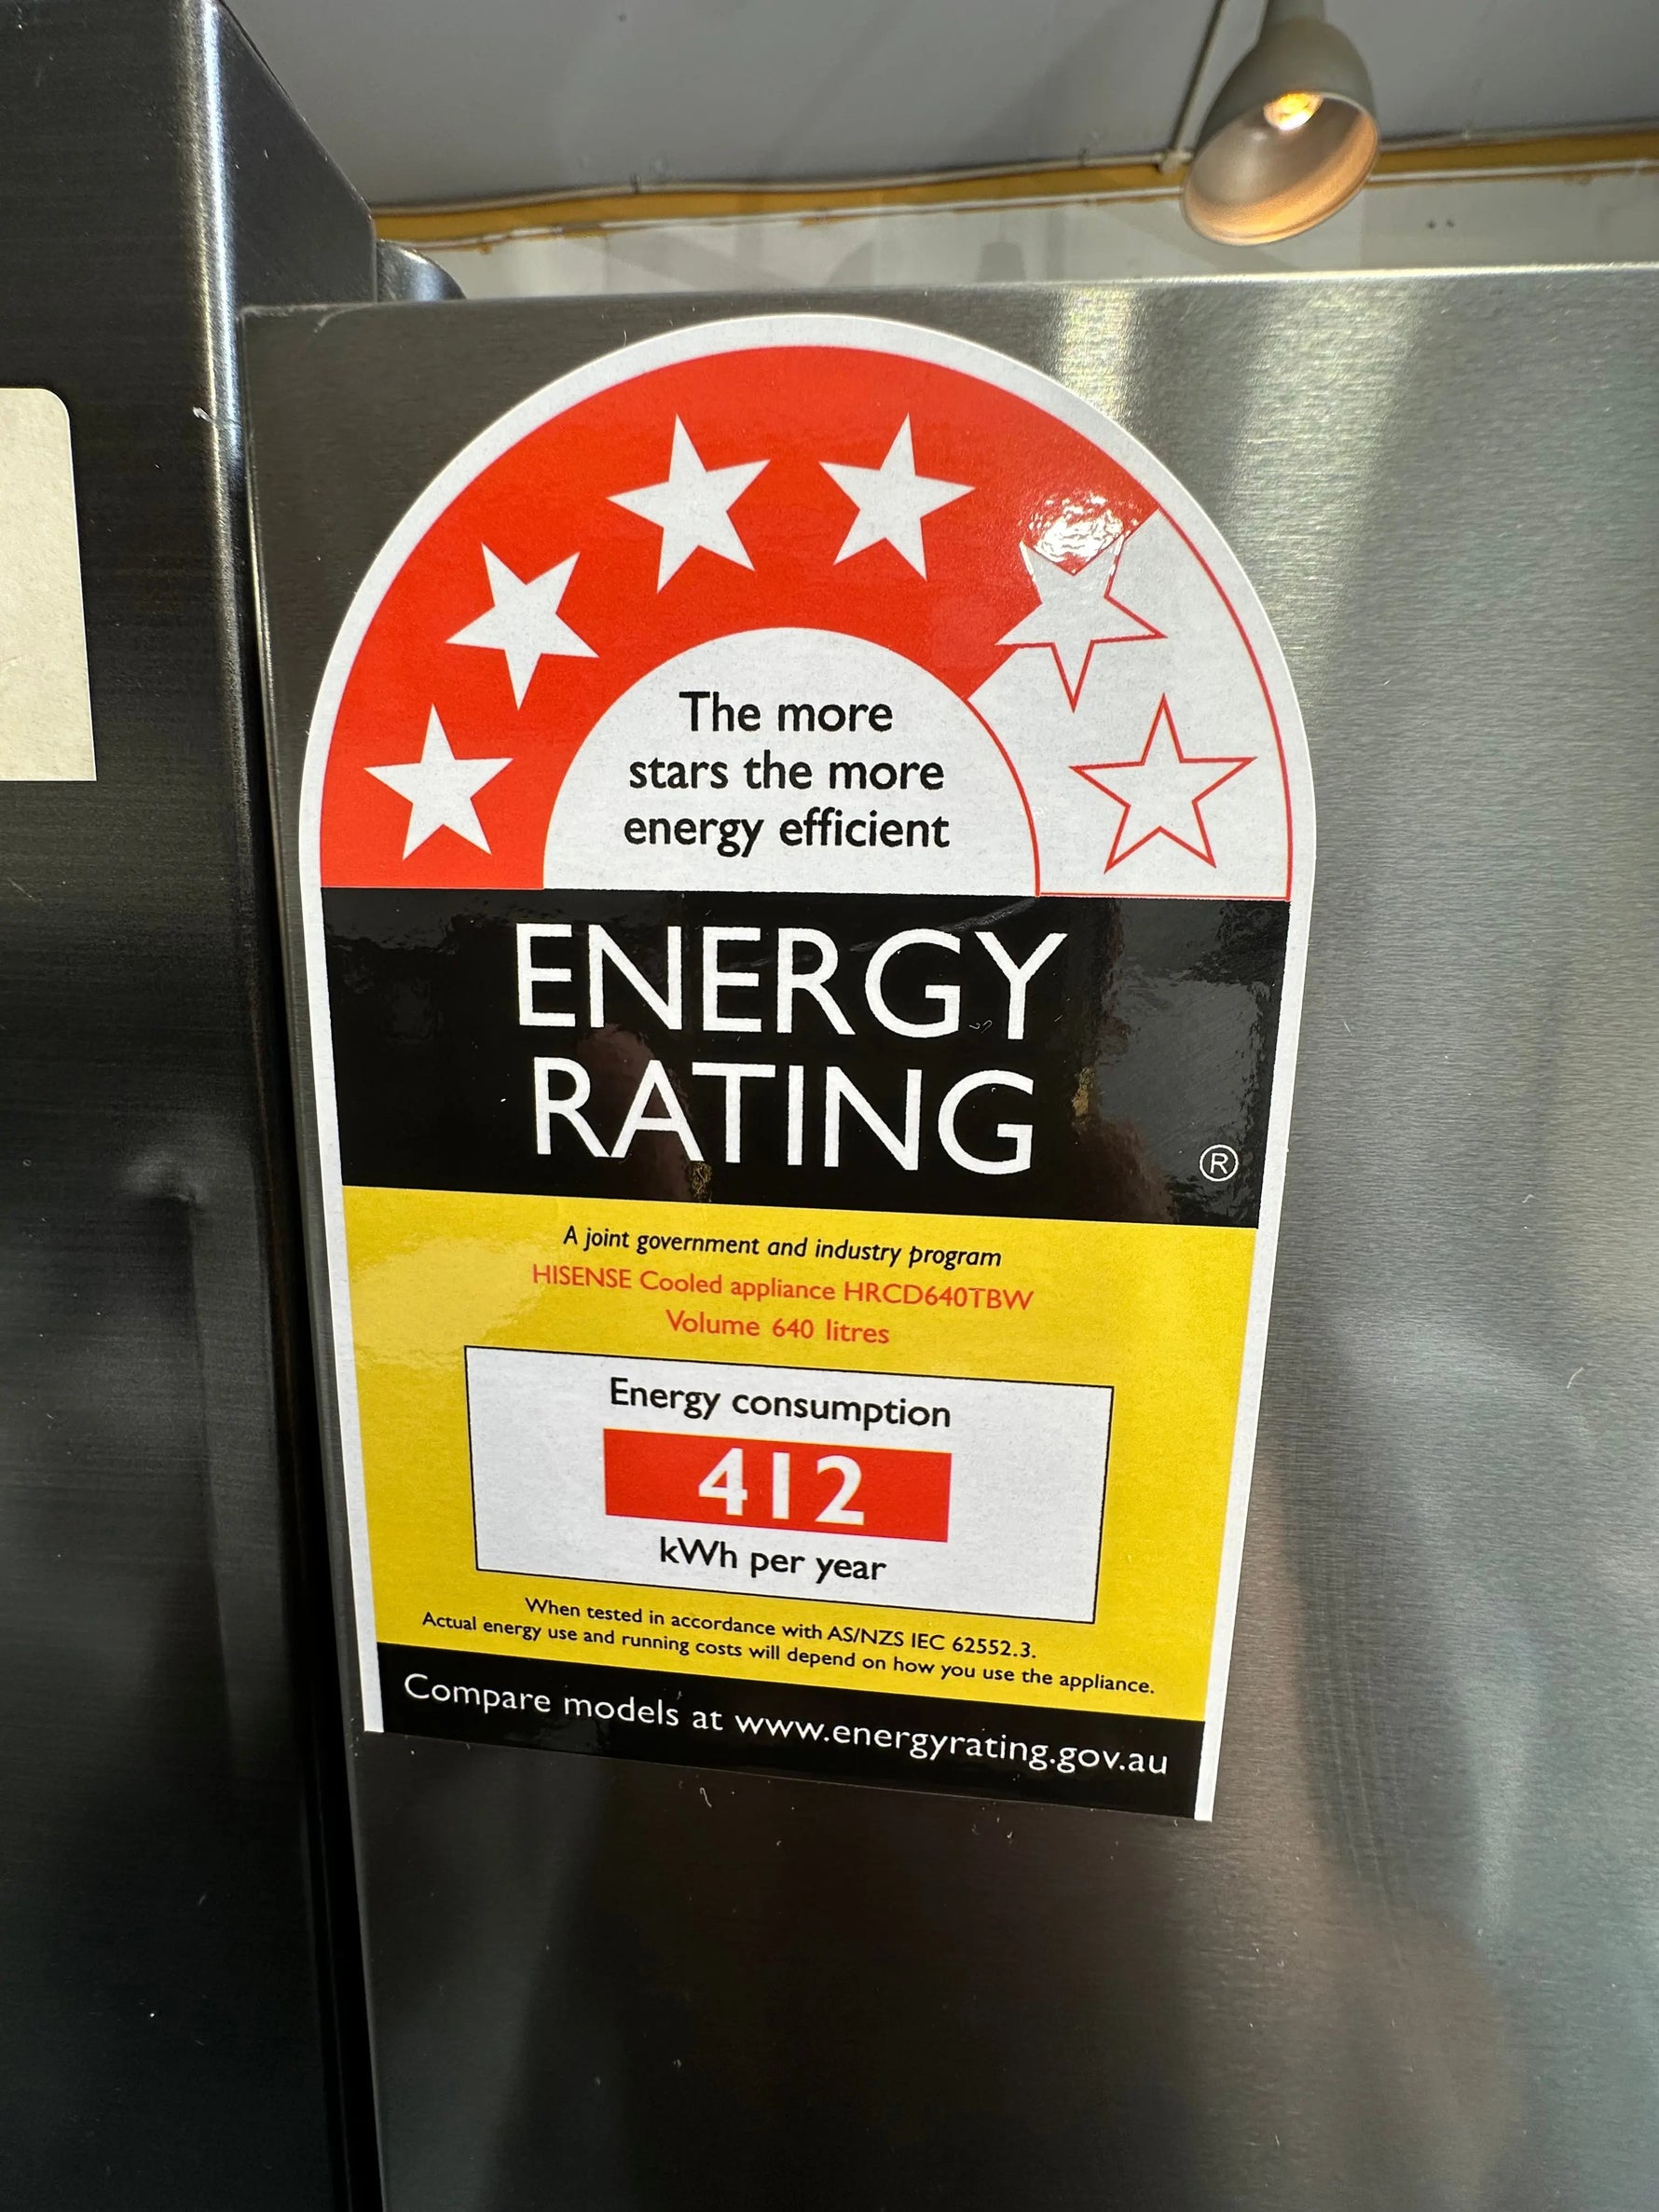 The more
stars the more
energy efficient
ENERGY
RATING
®
A joint government and industry program
HISENSE Cooled appliance HRCD640TBW
Volume 640 litres
Energy consumption
412
kWh per year
When tested in accordance with AS/NZS IEC 62552.3.
Actual energy use and running costs will depend on how you use the appliance.
Compare models at www.energyrating.gov.au